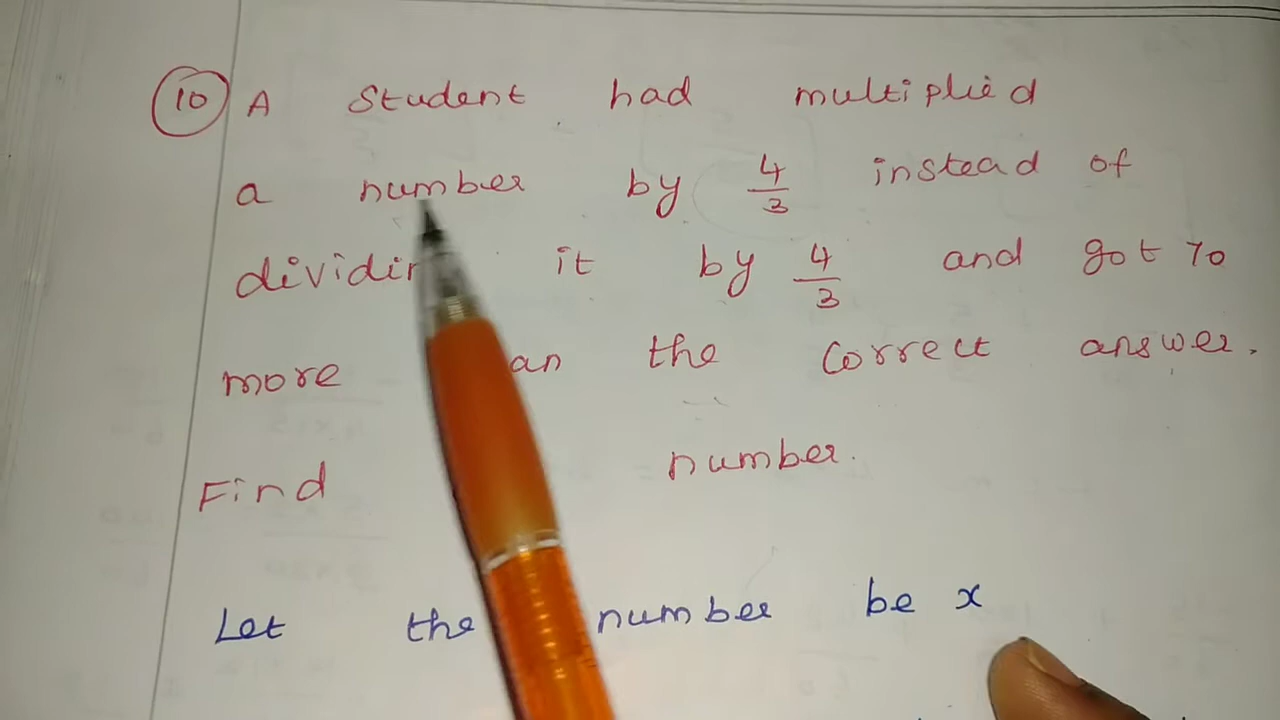 10 A Student had multiplied
a number by 4/3 instead of
dividin it by 4/3 and got 70
more an the correct answer.
Find number.
Let the number be x